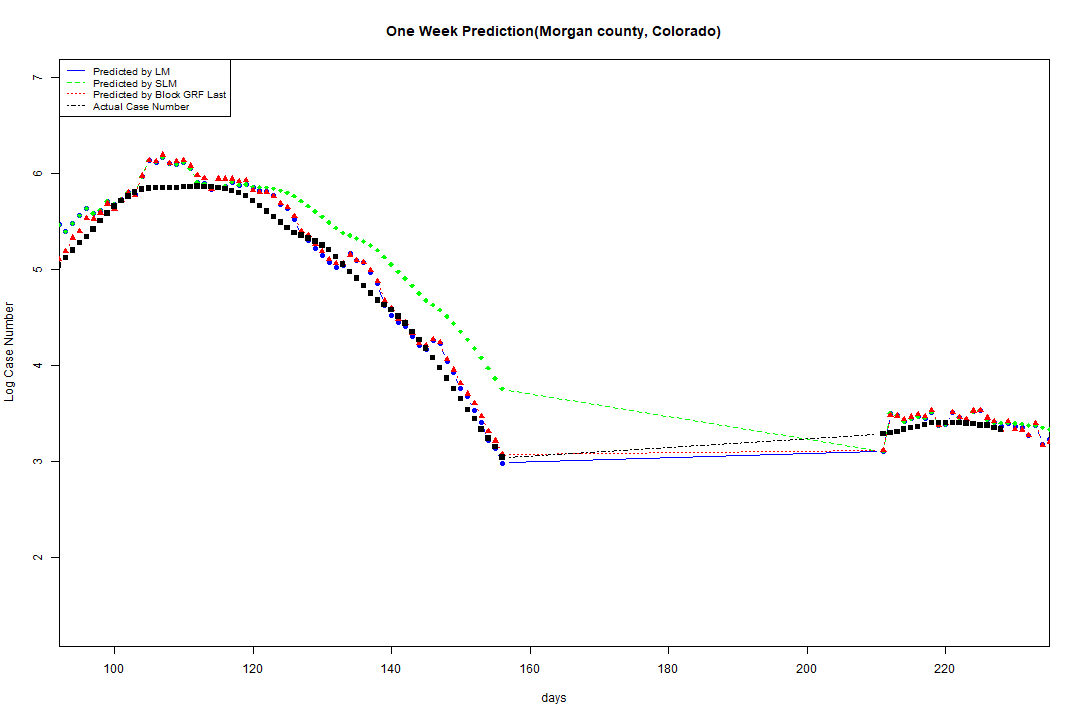 One Week Prediction(Morgan county, Colorado)
Predicted by LM
Predicted by SLM
Predicted by Block GRF Last
Actual Case Number
7
6
5
4
3
2
Log Case Number
100 120 140 160 180 200 220
days